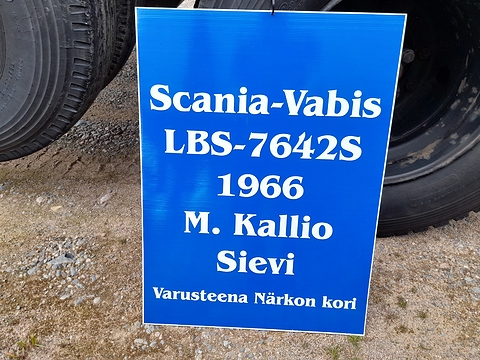 Scania-Vabis
LBS-7642S
1966
M. Kallio
Sievi
Varusteena Närkon kori